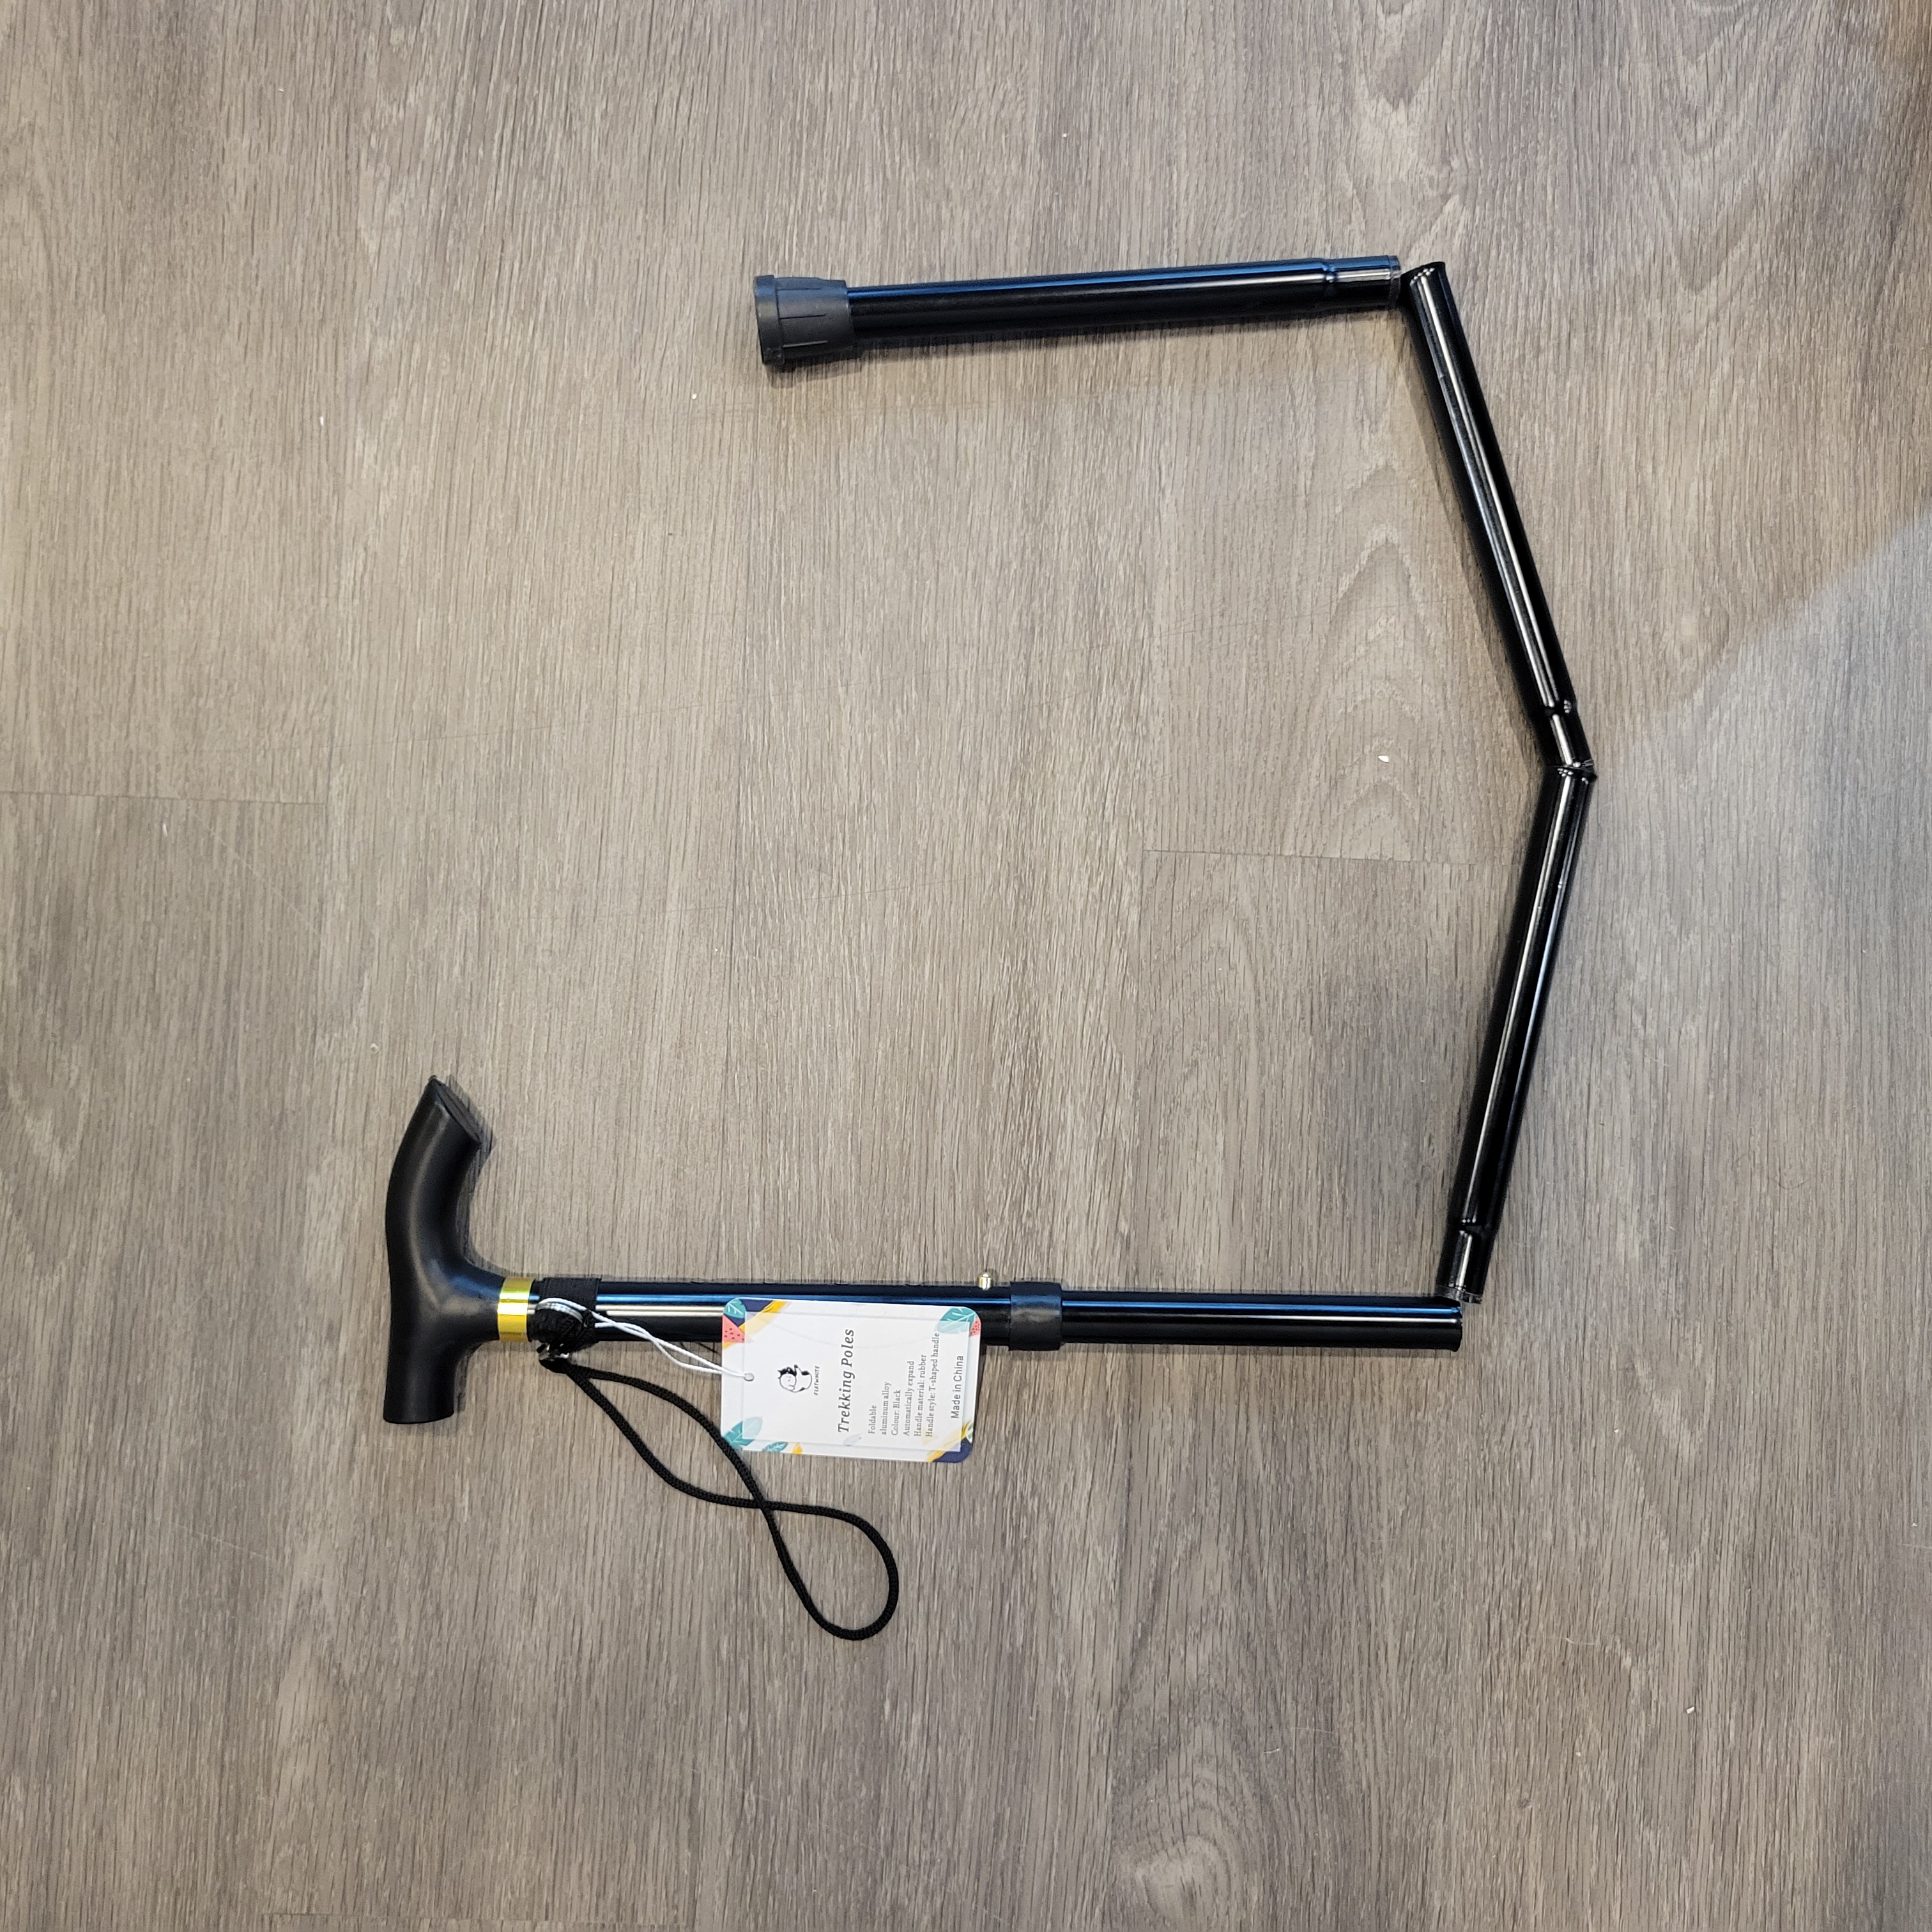 FLATWHITE
Trekking Poles
Foldable
aluminum alloy
Colour: Black
Automatically expand
Handle material: rubber
Handle style: T-shaped handle
Made in China